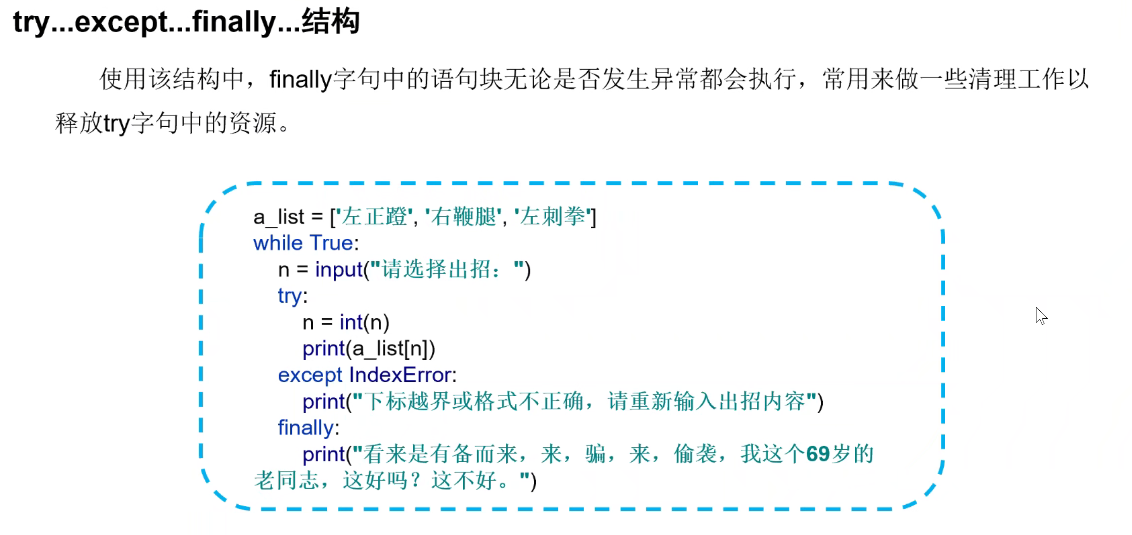 try...except...finally...结构
使用该结构中，finally字句中的语句块无论是否发生异常都会执行，常用来做一些清理工作以
释放try字句中的资源。
a_list = ['左正蹬', '右鞭腿', '左刺拳']
while True:
n = input("请选择出招：")
try:
n = int(n)
print(a_list[n])
except IndexError:
print("下标越界或格式不正确，请重新输入出招内容")
finally:
print("看来是有备而来，来，骗，来，偷袭，我这个69岁的
老同志，这好吗？这不好。")